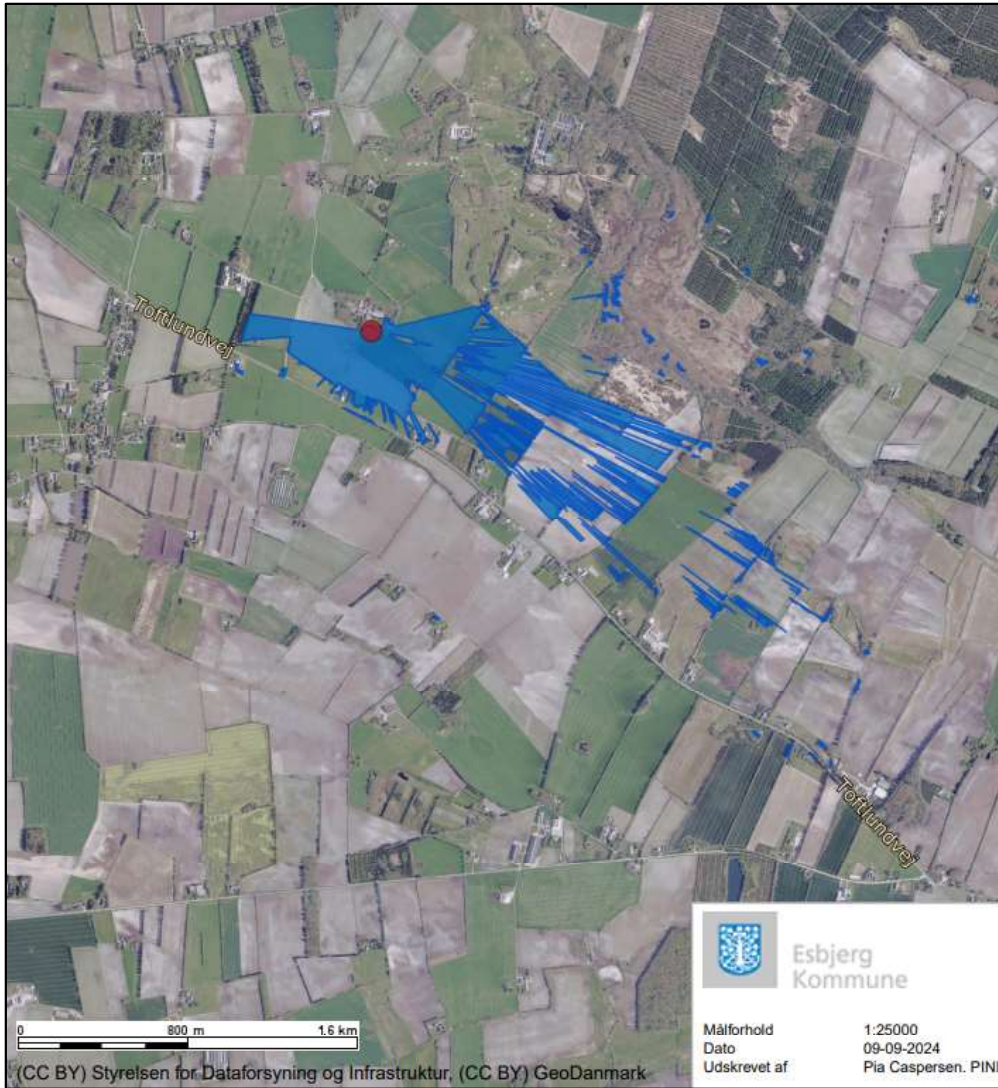 Toftlundvej
Toftlundvej
Esbjerg
Kommune
0 800 m 1.6 km
Målforhold 1:25000
Dato 09-09-2024
Udskrevet af Pia Caspersen. PIN
(CC BY) Styrelsen for Dataforsyning og Infrastruktur, (CC BY) GeoDanmark